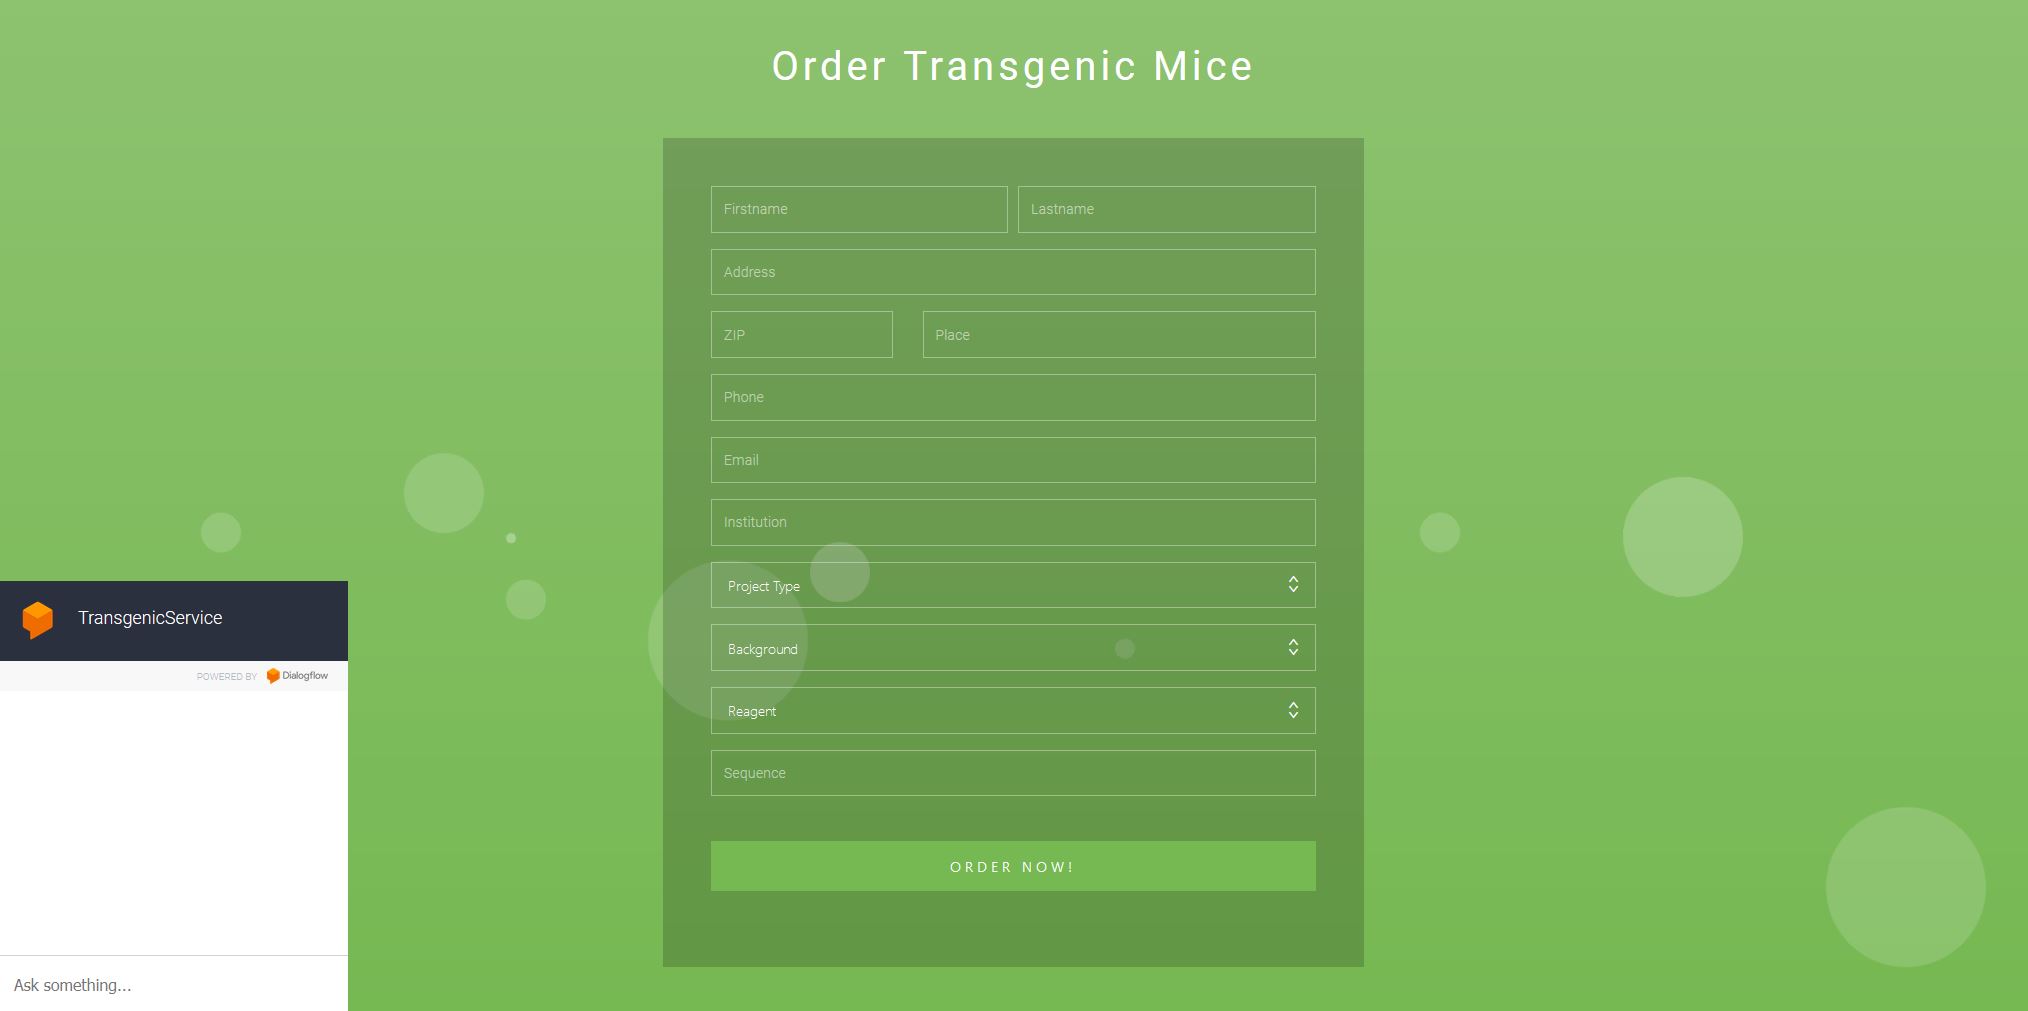 Order Transgenic Mice
Firstname Lastname
Address
ZIP Place
Phone
Email
Institution
Project Type
Background
Reagent
Sequence
ORDER NOW!
TransgenicService
POWERED BY Dialogflow
Ask something...